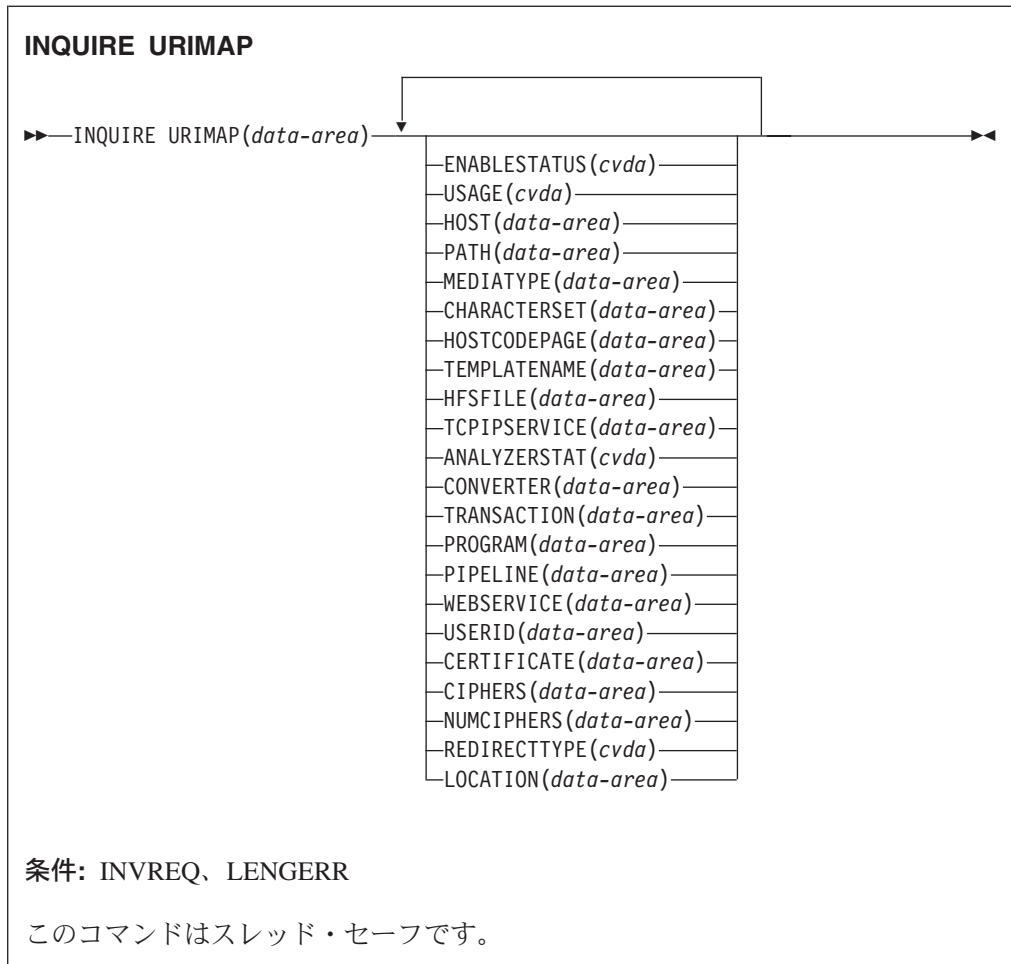 INQUIRE URIMAP
INQUIRE URIMAP(data-area)
ENABLESTATUS(cvda)
USAGE(cvda)
HOST(data-area)
PATH(data-area)
MEDIATYPE(data-area)
CHARACTERSET(data-area)
HOSTCODEPAGE(data-area)
TEMPLATENAME(data-area)
HFSFILE(data-area)
TCPIPSERVICE(data-area)
ANALYZERSTAT(cvda)
CONVERTER(data-area)
TRANSACTION(data-area)
PROGRAM(data-area)
PIPELINE(data-area)
WEBSERVICE(data-area)
USERID(data-area)
CERTIFICATE(data-area)
CIPHERS(data-area)
NUMCIPHERS(data-area)
REDIRECTTYPE(cvda)
LOCATION(data-area)
条件: INVREQ、LENGERR
このコマンドはスレッド・セーフです。